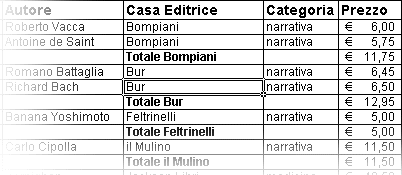 Autore Casa Editrice Categoria Prezzo
Roberto Vacca Bompiani narrativa € 6,00
Antoine de Saint Bompiani narrativa € 5,75
Totale Bompiani € 11,75
Romano Battaglia Bur narrativa € 6,45
Richard Bach Bur narrativa € 6,50
Totale Bur € 12,95
Banana Yoshimoto Feltrinelli narrativa € 5,00
Totale Feltrinelli € 5,00
Carlo Cipolla il Mulino narrativa € 11,50
Totale il Mulino € 11,50